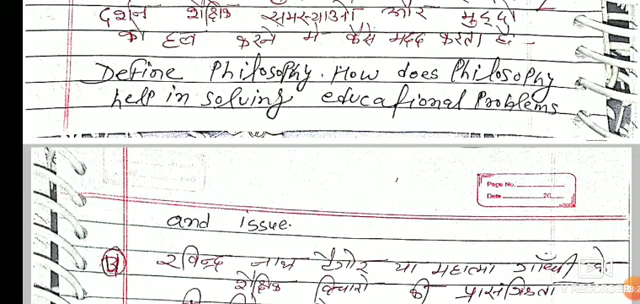 दर्शन शैक्षिक समस्याओं और मुद्दों
को हल करने में कैसे मदद करता है-
Define Philosophy. How does Philosophy
help in solving educational Problems
Page No.
Date 20
and issue.
रविन्द्र नाथ टैगोर या महात्मा गाँधी के
शैक्षिक विचारों की प्रासंगिकता